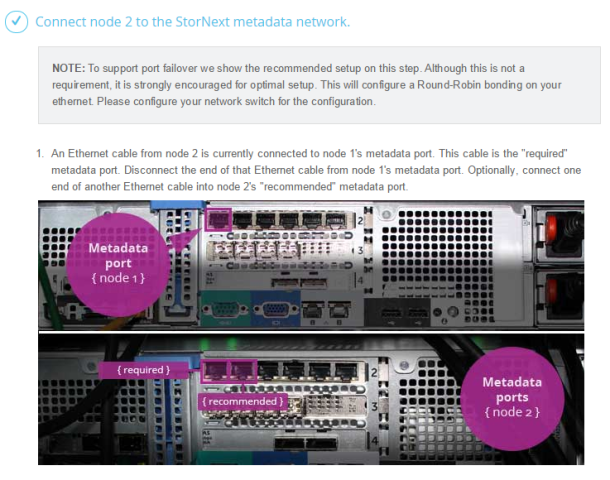 Connect node 2 to the StorNext metadata network.
NOTE: To support port failover we show the recommended setup on this step. Although this is not a
requirement, it is strongly encouraged for optimal setup. This will configure a Round-Robin bonding on your
ethernet. Please configure your network switch for the configuration.
1. An Ethernet cable from node 2 is currently connected to node 1's metadata port. This cable is the "required"
metadata port. Disconnect the end of that Ethernet cable from node 1's metadata port. Optionally, connect one
end of another Ethernet cable into node 2's "recommended" metadata port.
Metadata
port
{ node 1 }
2
3
4
{ required }
{ recommended }
2
3
4
Metadata
ports
{ node 2 }